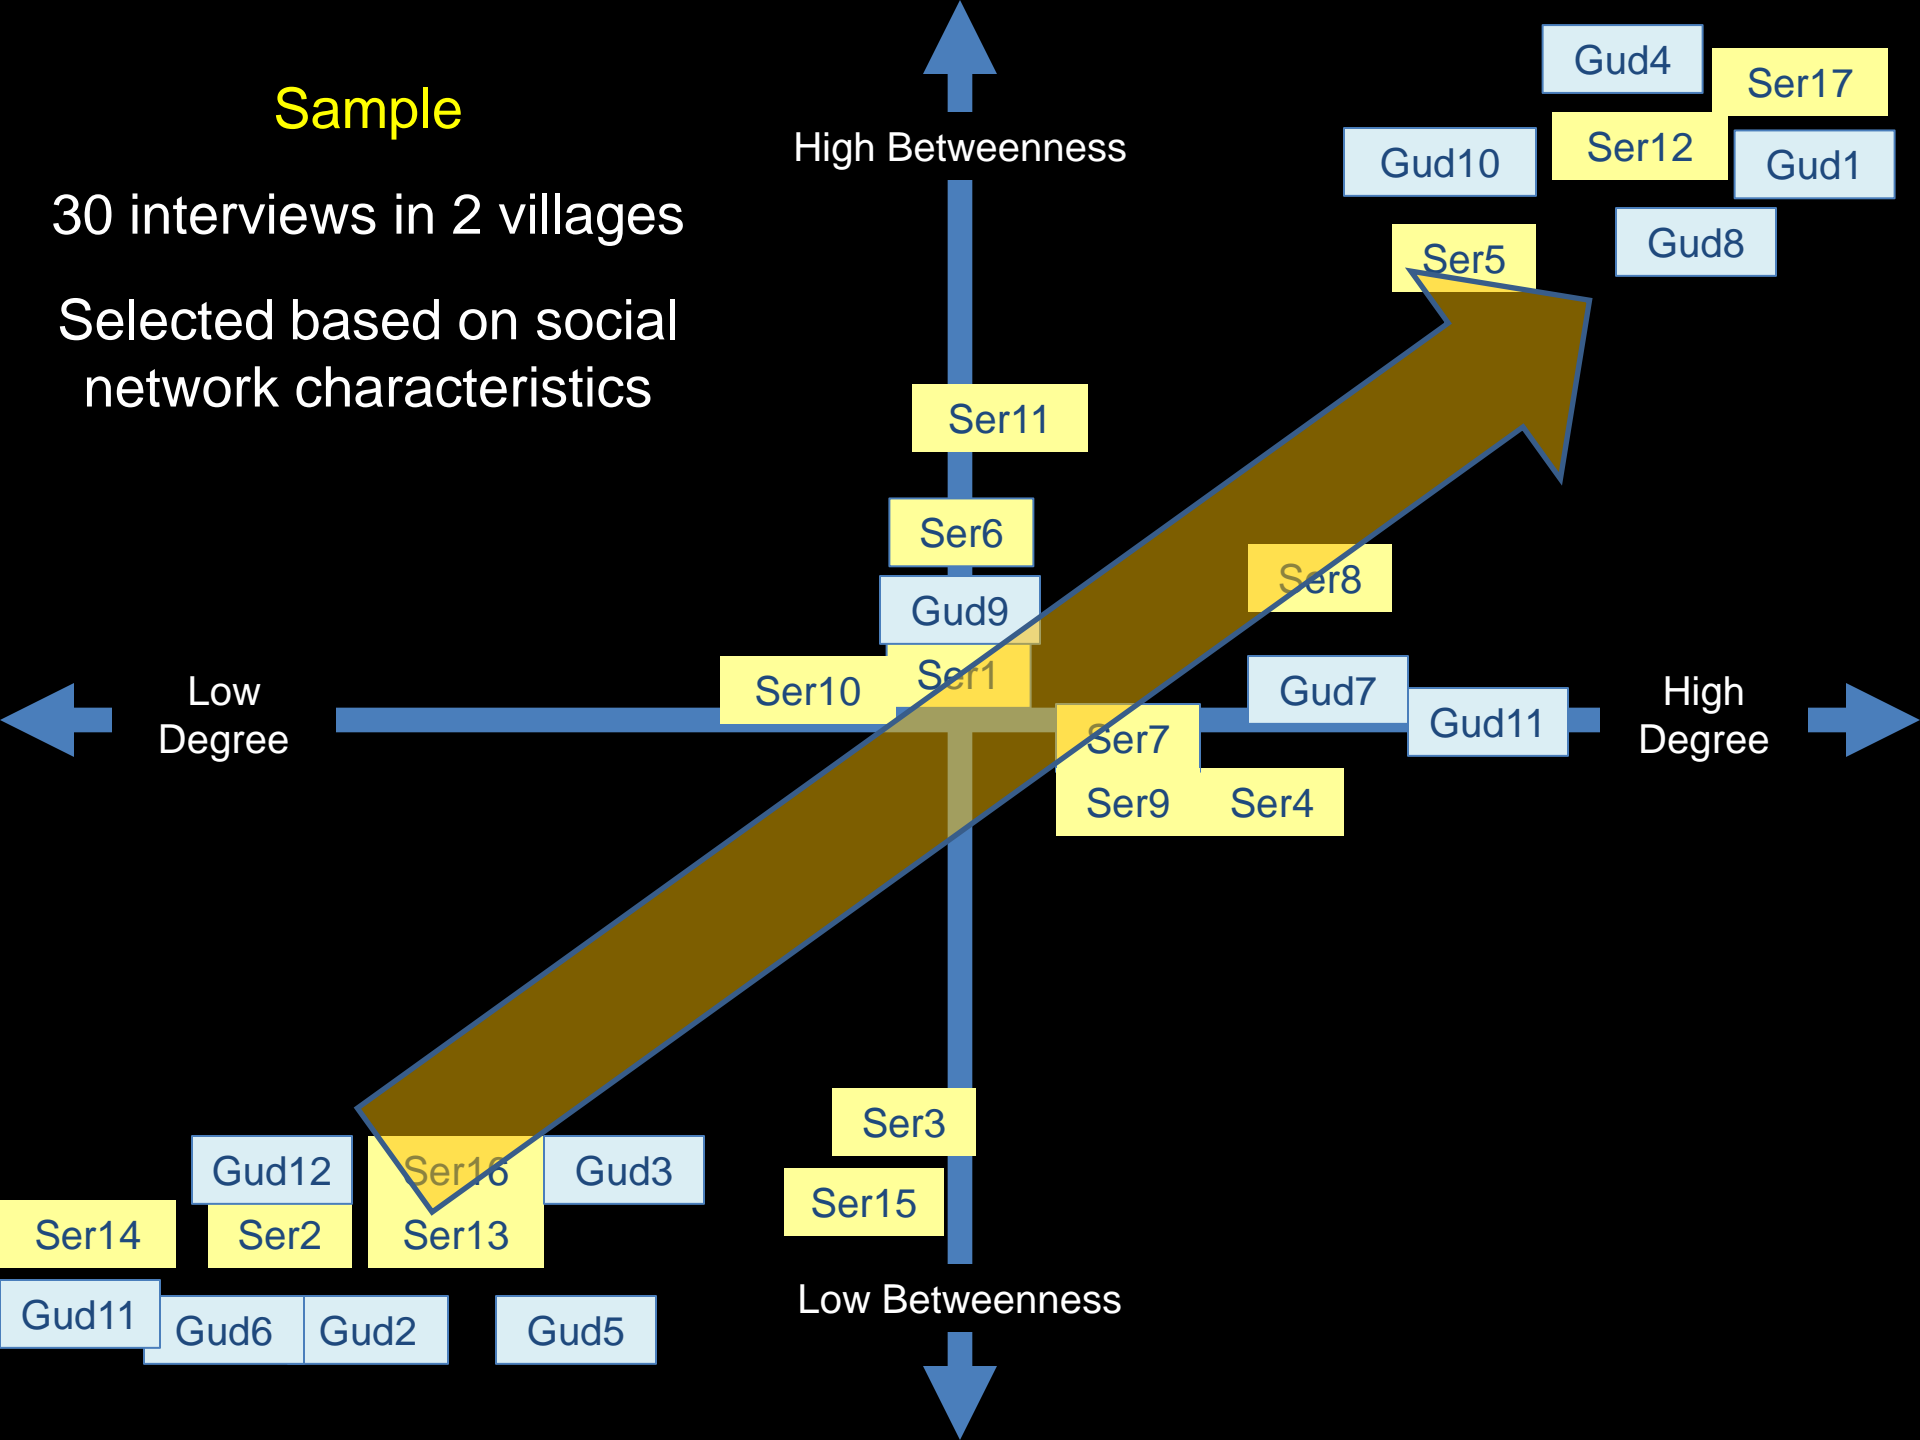 Sample
30 interviews in 2 villages
Selected based on social
network characteristics
High Betweenness
Gud4
Ser17
Gud10
Ser12
Gud1
Gud8
Ser5
Ser11
Ser6
Gud9
Ser8
Ser10
Ser1
Low
Degree
Gud7
Gud11
High
Degree
Ser7
Ser9
Ser4
Ser3
Gud12
Ser16
Gud3
Ser15
Ser14
Ser2
Ser13
Gud11
Gud6
Gud2
Gud5
Low Betweenness